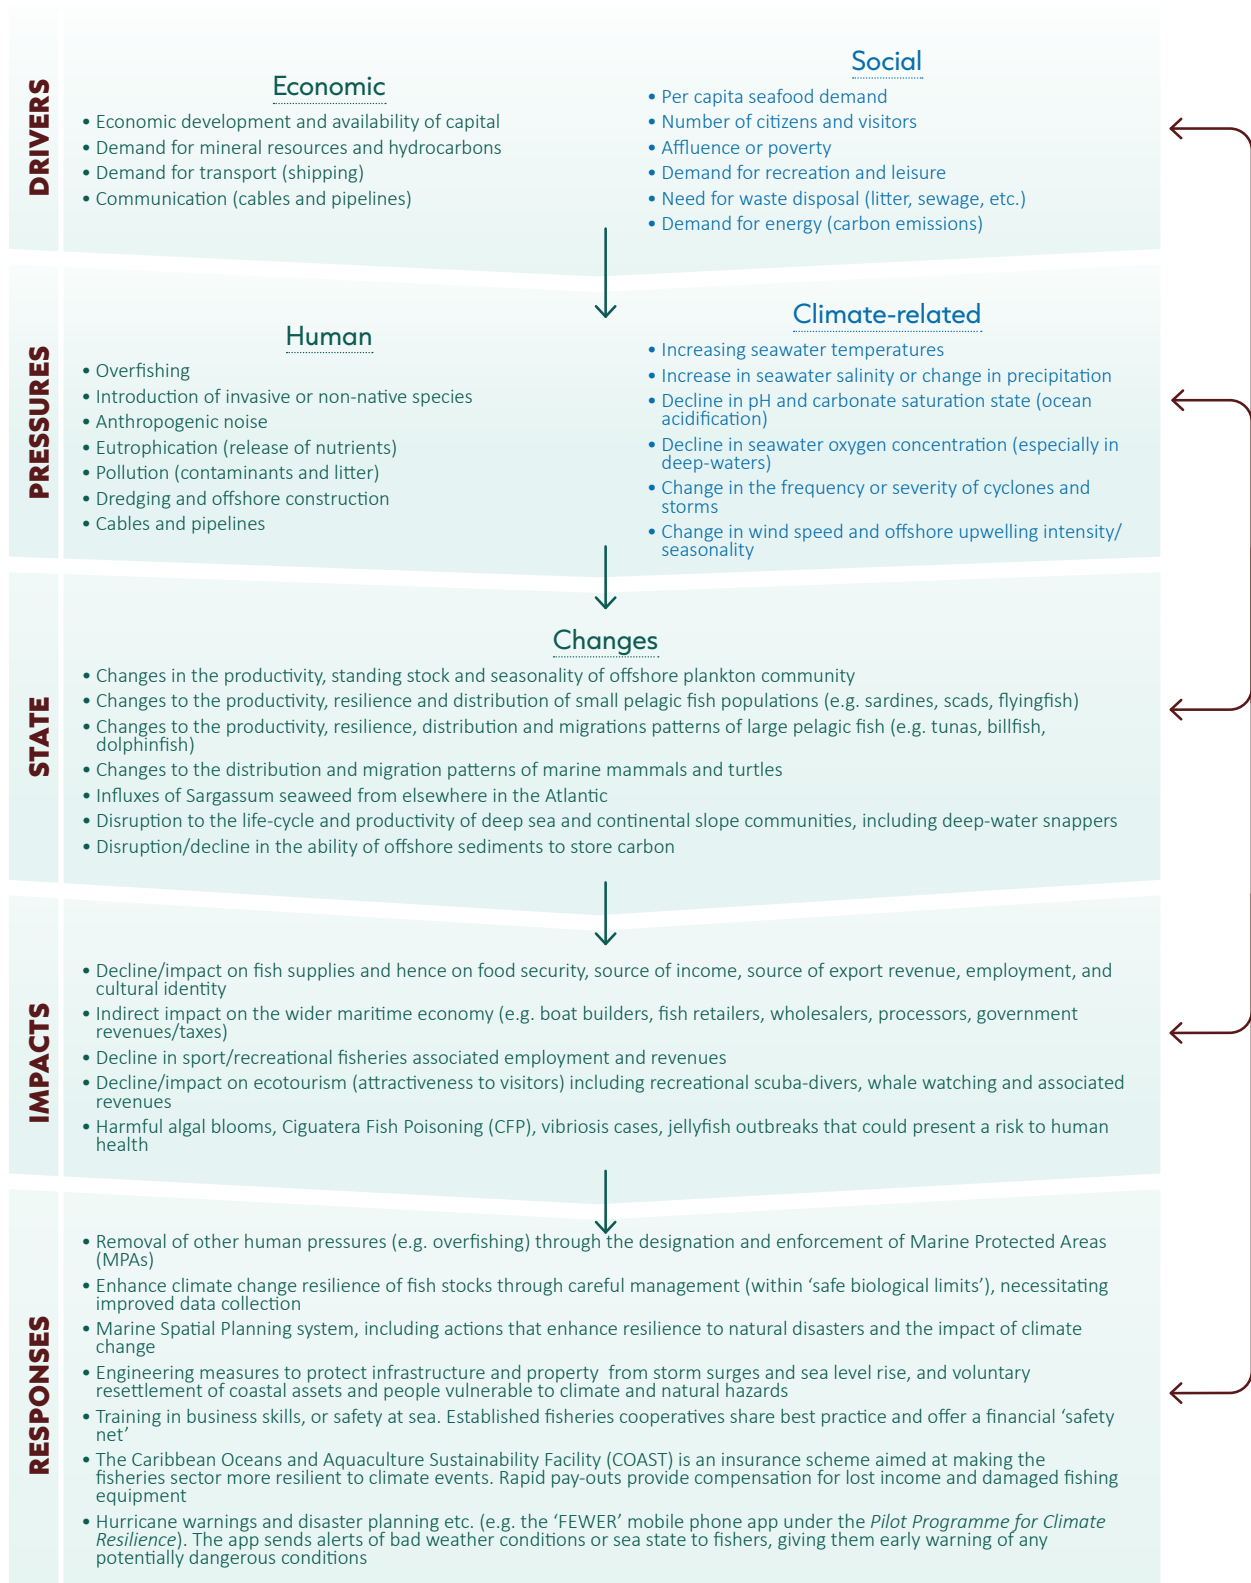 DRIVERS
Economic
• Economic development and availability of capital
• Demand for mineral resources and hydrocarbons
• Demand for transport (shipping)
• Communication (cables and pipelines)
Social
• Per capita seafood demand
• Number of citizens and visitors
• Affluence or poverty
• Demand for recreation and leisure
• Need for waste disposal (litter, sewage, etc.)
• Demand for energy (carbon emissions)
PRESSURES
Human
• Overfishing
• Introduction of invasive or non-native species
• Anthropogenic noise
• Eutrophication (release of nutrients)
• Pollution (contaminants and litter)
• Dredging and offshore construction
• Cables and pipelines
Climate-related
• Increasing seawater temperatures
• Increase in seawater salinity or change in precipitation
• Decline in pH and carbonate saturation state (ocean
acidification)
• Decline in seawater oxygen concentration (especially in
deep-waters)
• Change in the frequency or severity of cyclones and
storms
• Change in wind speed and offshore upwelling intensity/
seasonality
STATE
Changes
• Changes in the productivity, standing stock and seasonality of offshore plankton community
• Changes to the productivity, resilience and distribution of small pelagic fish populations (e.g. sardines, scads, flyingfish)
• Changes to the productivity, resilience, distribution and migrations patterns of large pelagic fish (e.g. tunas, billfish,
dolphinfish)
• Changes to the distribution and migration patterns of marine mammals and turtles
• Influxes of Sargassum seaweed from elsewhere in the Atlantic
• Disruption to the life-cycle and productivity of deep sea and continental slope communities, including deep-water snappers
• Disruption/decline in the ability of offshore sediments to store carbon
IMPACTS
• Decline/impact on fish supplies and hence on food security, source of income, source of export revenue, employment, and
cultural identity
• Indirect impact on the wider maritime economy (e.g. boat builders, fish retailers, wholesalers, processors, government
revenues/taxes)
• Decline in sport/recreational fisheries associated employment and revenues
• Decline/impact on ecotourism (attractiveness to visitors) including recreational scuba-divers, whale watching and associated
revenues
• Harmful algal blooms, Ciguatera Fish Poisoning (CFP), vibriosis cases, jellyfish outbreaks that could present a risk to human
health
RESPONSES
• Removal of other human pressures (e.g. overfishing) through the designation and enforcement of Marine Protected Areas
(MPAs)
• Enhance climate change resilience of fish stocks through careful management (within ‘safe biological limits’), necessitating
improved data collection
• Marine Spatial Planning system, including actions that enhance resilience to natural disasters and the impact of climate
change
• Engineering measures to protect infrastructure and property from storm surges and sea level rise, and voluntary
resettlement of coastal assets and people vulnerable to climate and natural hazards
• Training in business skills, or safety at sea. Established fisheries cooperatives share best practice and offer a financial ‘safety
net’
• The Caribbean Oceans and Aquaculture Sustainability Facility (COAST) is an insurance scheme aimed at making the
fisheries sector more resilient to climate events. Rapid pay-outs provide compensation for lost income and damaged fishing
equipment
• Hurricane warnings and disaster planning etc. (e.g. the ‘FEWER’ mobile phone app under the Pilot Programme for Climate
Resilience). The app sends alerts of bad weather conditions or sea state to fishers, giving them early warning of any
potentially dangerous conditions